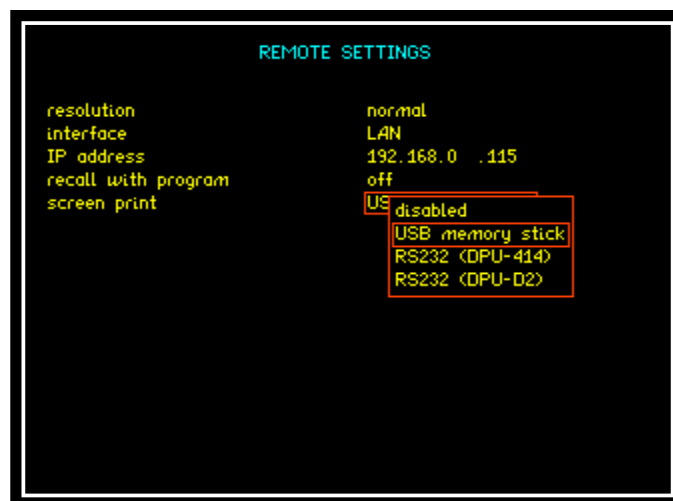 REMOTE SETTINGS
resolution normal
interface LAN
IP address 192.168.0 .115
recall with program off
screen print US
disabled
USB memory stick
RS232 (DPU-414)
RS232 (DPU-D2)